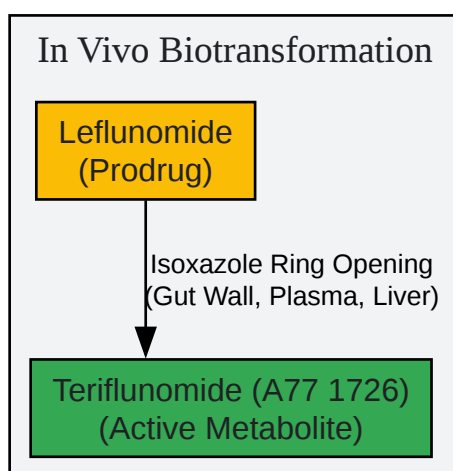 In Vivo Biotransformation
Leflunomide
(Prodrug)
Isoxazole Ring Opening
(Gut Wall, Plasma, Liver)
Teriflunomide (A77 1726)
(Active Metabolite)